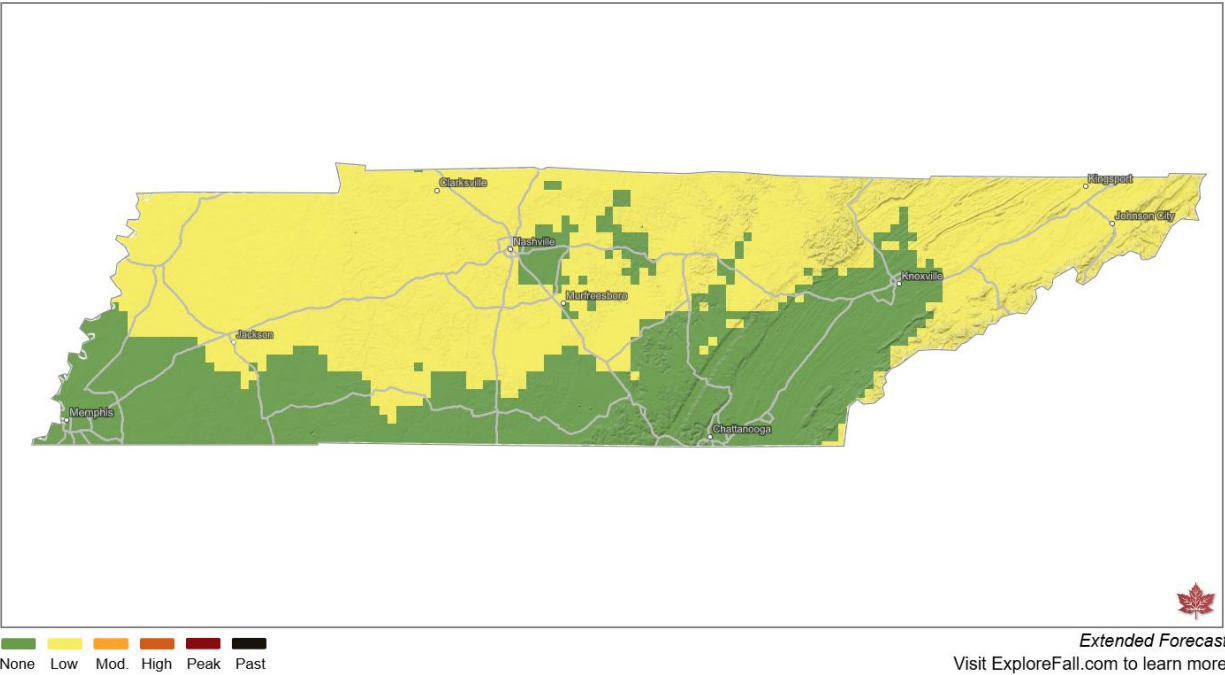 Clarksville
Kingsport
Johnson City
Nashville
Knoxville
Murfreesboro
Jackson
Memphis
Chattanooga
None Low Mod. High Peak Past
Extended Forecast
Visit ExploreFall.com to learn more